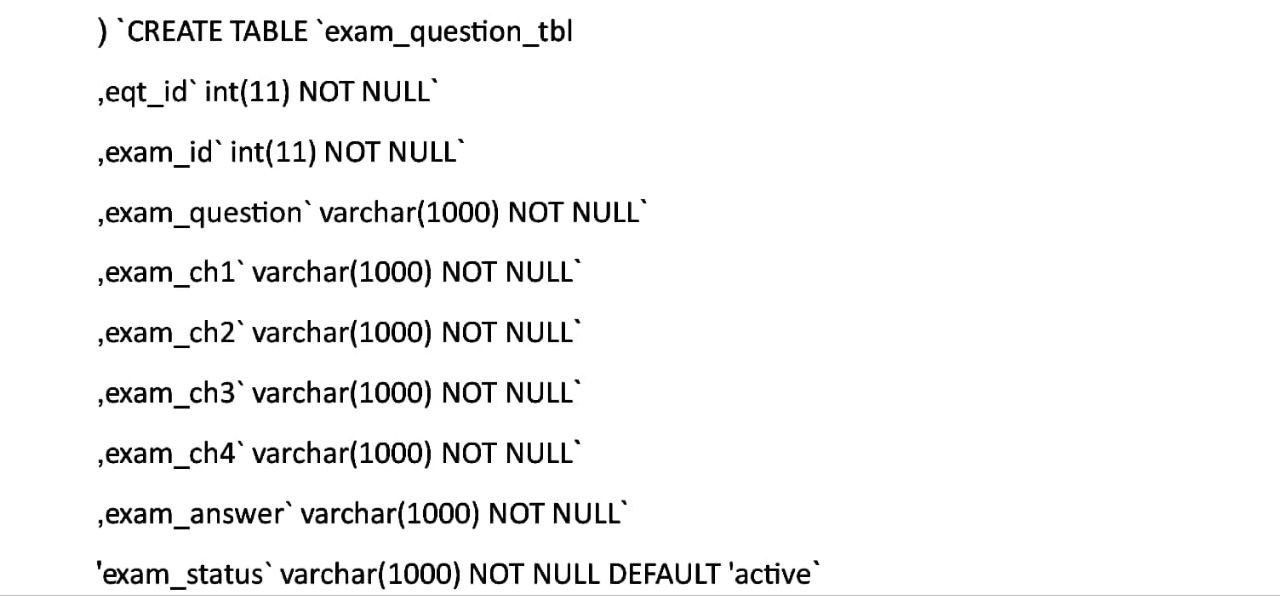 ) `CREATE TABLE `exam_question_tbl
,eqt_id` int(11) NOT NULL`
,exam_id` int(11) NOT NULL`
,exam_question` varchar(1000) NOT NULL`
,exam_ch1` varchar(1000) NOT NULL`
,exam_ch2` varchar(1000) NOT NULL`
,exam_ch3` varchar(1000) NOT NULL`
,exam_ch4` varchar(1000) NOT NULL`
,exam_answer` varchar(1000) NOT NULL`
'exam_status` varchar(1000) NOT NULL DEFAULT 'active`